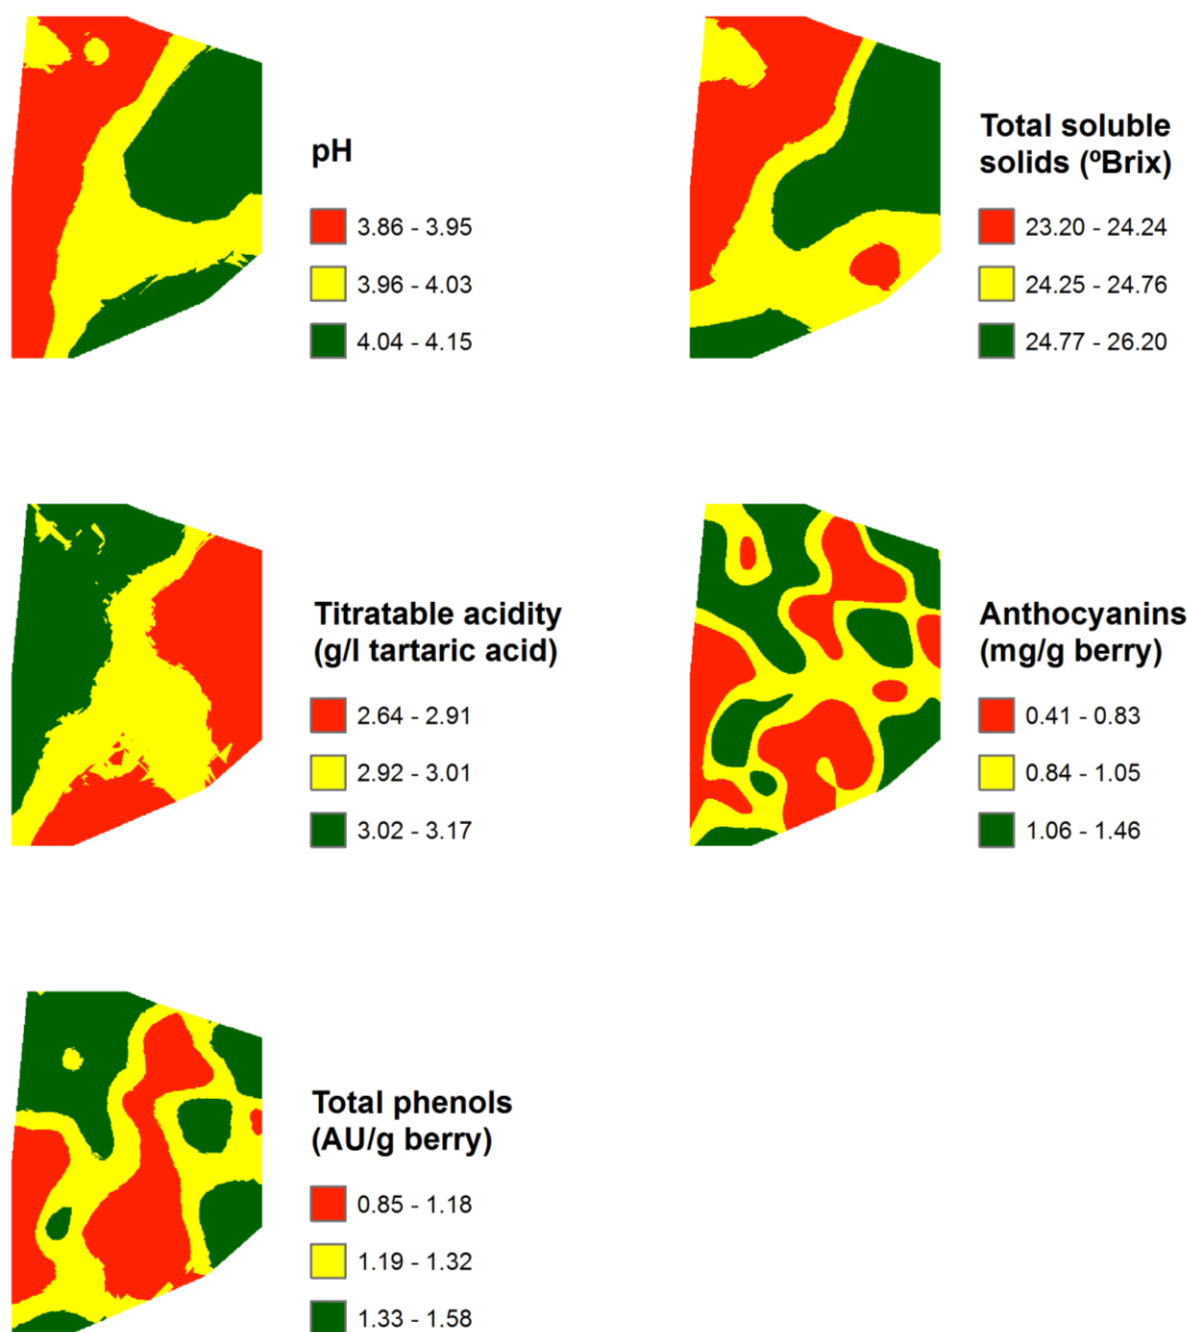 pH
3.86 - 3.95
3.96 - 4.03
4.04 - 4.15
Total soluble
solids (ºBrix)
23.20 - 24.24
24.25 - 24.76
24.77 - 26.20
Titratable acidity
(g/l tartaric acid)
2.64 - 2.91
2.92 - 3.01
3.02 - 3.17
Anthocyanins
(mg/g berry)
0.41 - 0.83
0.84 - 1.05
1.06 - 1.46
Total phenols
(AU/g berry)
0.85 - 1.18
1.19 - 1.32
1.33 - 1.58